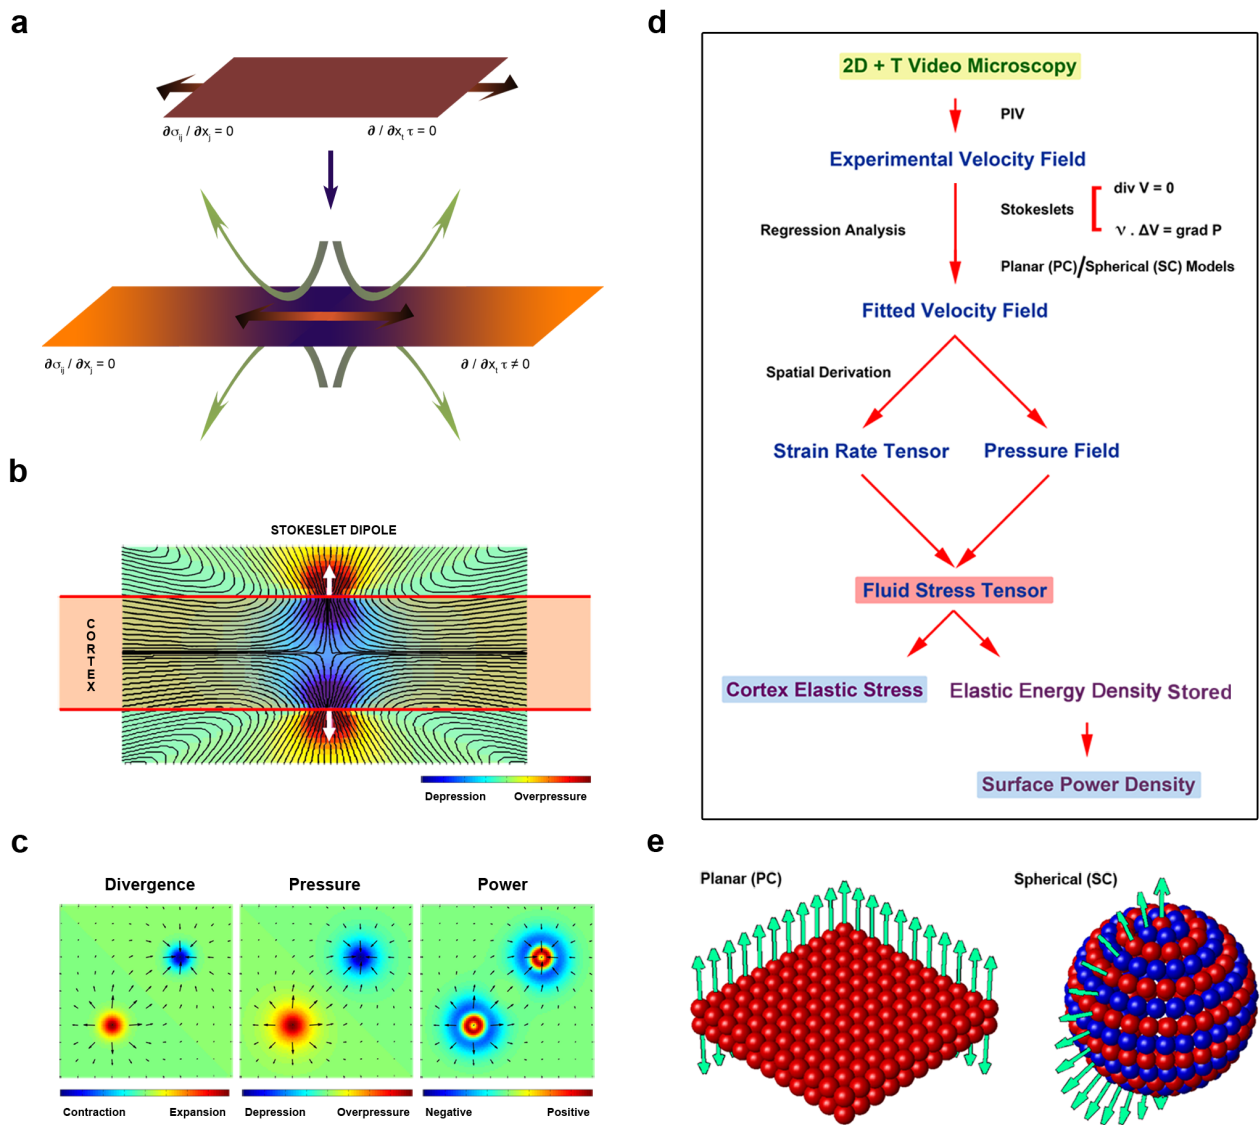 a
∂σij / ∂xj = 0
∂ / ∂xt τ = 0
∂σij / ∂xj = 0
∂ / ∂xt τ ≠ 0
b
STOKESLET DIPOLE
CORTEX
Depression
Overpressure
c
Divergence
Pressure
Power
Contraction
Expansion
Depression
Overpressure
Negative
Positive
d
2D + T Video Microscopy
PIV
Experimental Velocity Field
Regression Analysis
Stokeslets
div V = 0
ν . ΔV = grad P
Planar (PC)/Spherical (SC) Models
Fitted Velocity Field
Spatial Derivation
Strain Rate Tensor
Pressure Field
Fluid Stress Tensor
Cortex Elastic Stress
Elastic Energy Density Stored
Surface Power Density
e
Planar (PC)
Spherical (SC)